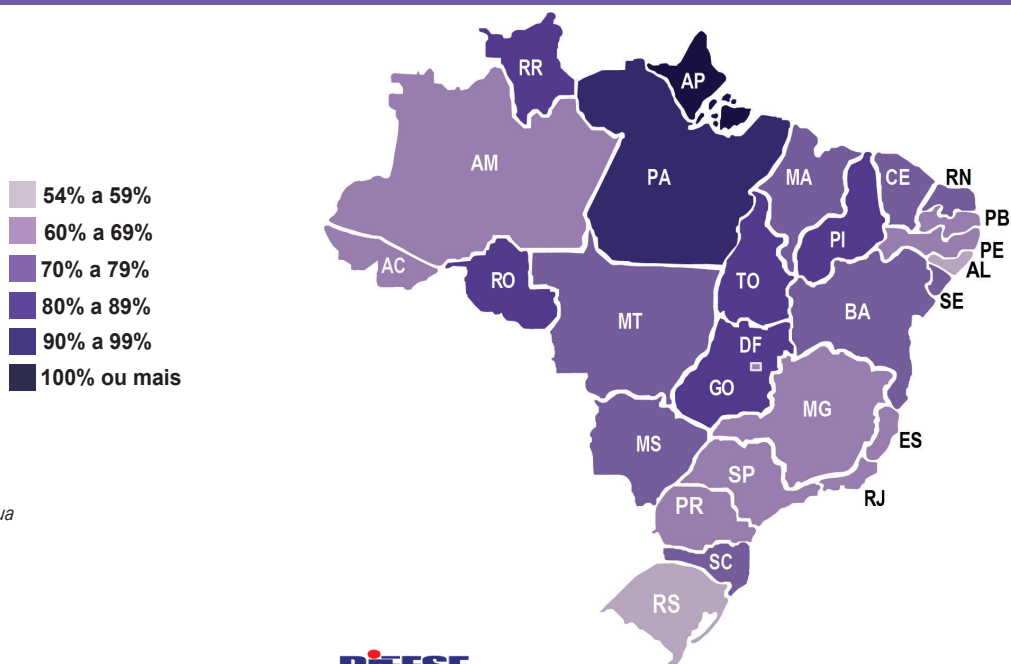 54% a 59%
60% a 69%
70% a 79%
80% a 89%
90% a 99%
100% ou mais
RR
AP
AM
PA
MA
CE
RN
PB
PE
AL
SE
PI
AC
RO
TO
BA
MT
DF
GO
MG
ES
MS
SP
RJ
PR
SC
RS